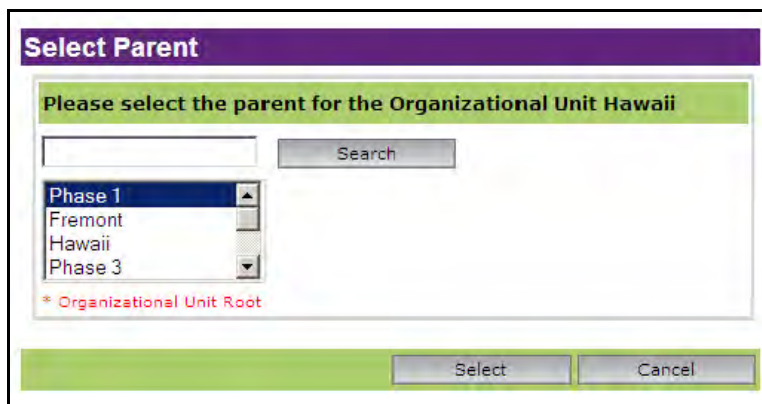 Select Parent
Please select the parent for the Organizational Unit Hawaii
Search
Phase 1
Fremont
Hawaii
Phase 3
* Organizational Unit Root
Select Cancel